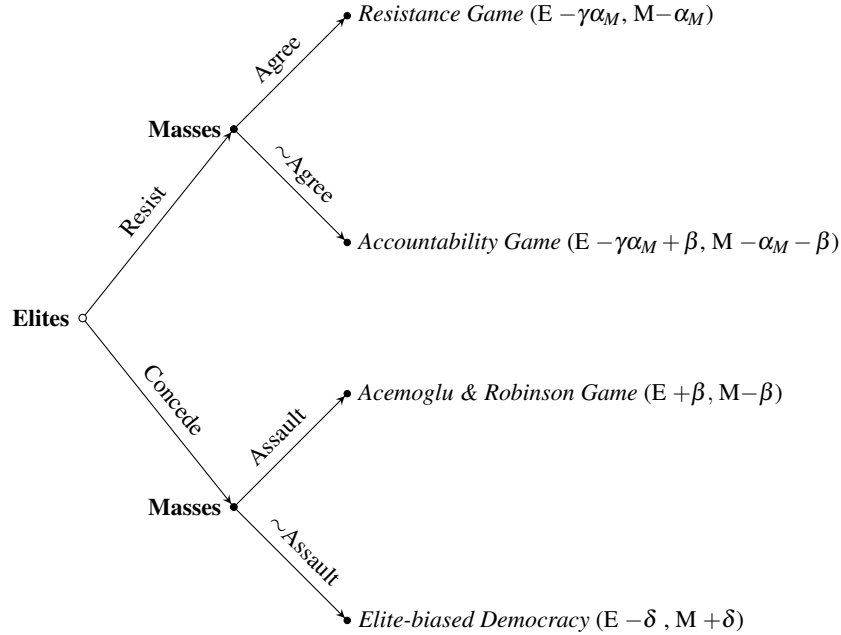 Resistance Game (E −γα_M, M−α_M)
Agree
Masses
~Agree
Resist
Accountability Game (E −γα_M + β, M −α_M − β)
Elites
Concede
Acemoglu & Robinson Game (E +β, M−β)
Assault
Masses
~Assault
Elite-biased Democracy (E −δ , M +δ)